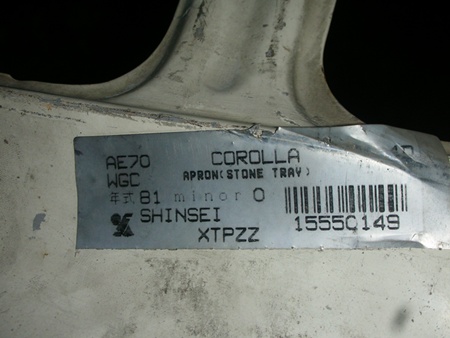 AE70 COROLLA
WGC APRON(STONE TRAY)
年式 81 minor 0
SHINSEI 1555C149
XTPZZ